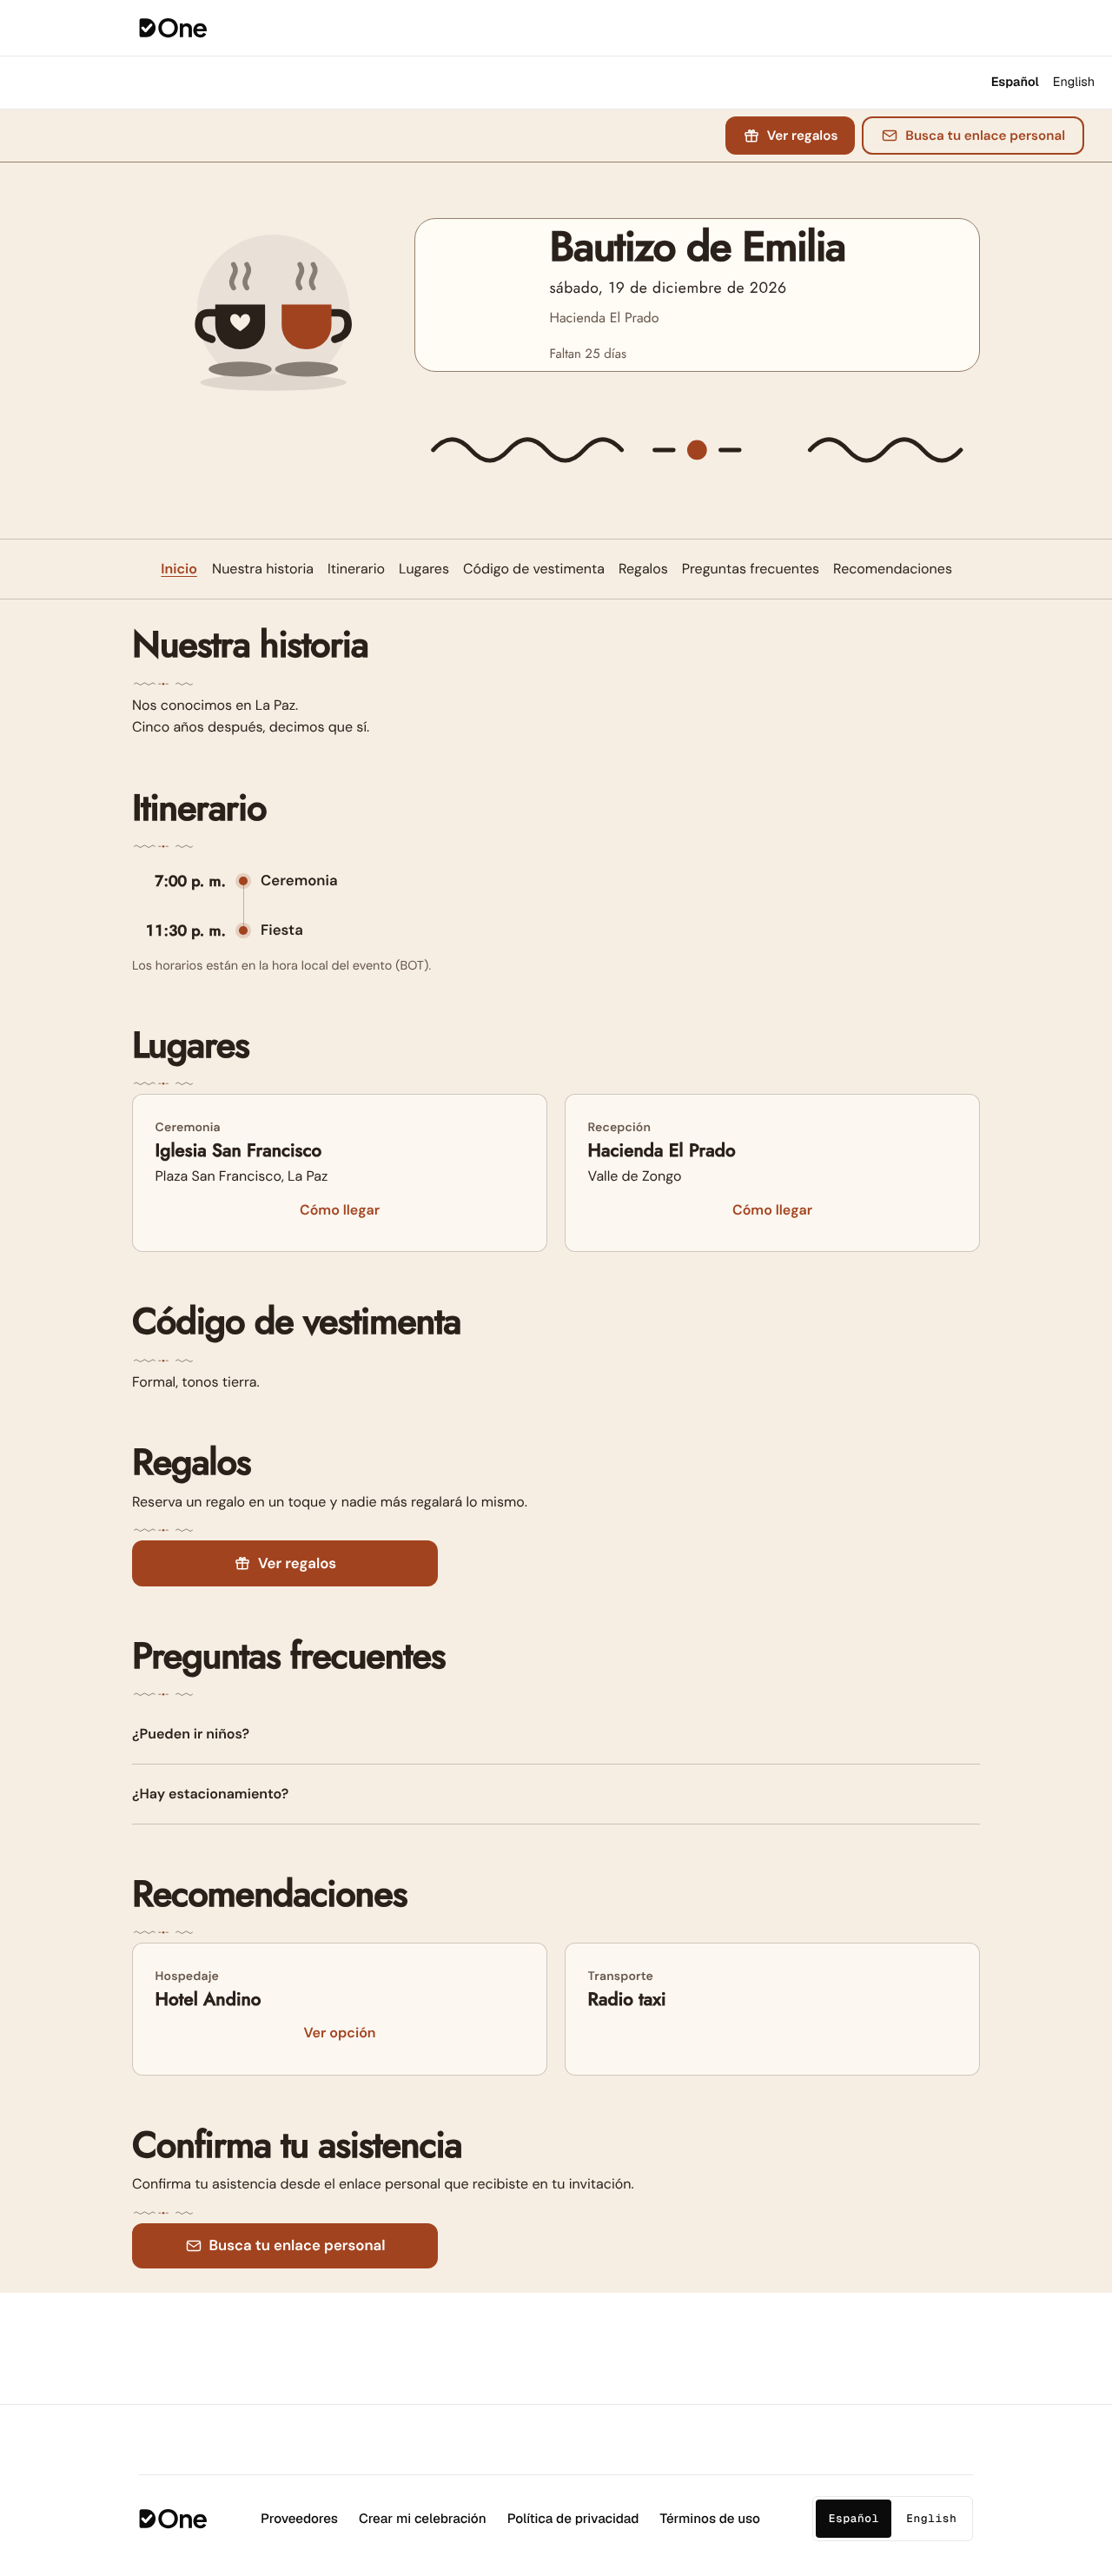 One
Español English
Ver regalos Busca tu enlace personal
Bautizo de Emilia
sábado, 19 de diciembre de 2026
Hacienda El Prado
Faltan 25 días
Inicio Nuestra historia Itinerario Lugares Código de vestimenta Regalos Preguntas frecuentes Recomendaciones
Nuestra historia
Nos conocimos en La Paz.
Cinco años después, decimos que sí.
Itinerario
7:00 p. m. Ceremonia
11:30 p. m. Fiesta
Los horarios están en la hora local del evento (BOT).
Lugares
Ceremonia
Iglesia San Francisco
Plaza San Francisco, La Paz
Cómo llegar
Recepción
Hacienda El Prado
Valle de Zongo
Cómo llegar
Código de vestimenta
Formal, tonos tierra.
Regalos
Reserva un regalo en un toque y nadie más regalará lo mismo.
Ver regalos
Preguntas frecuentes
¿Pueden ir niños?
¿Hay estacionamiento?
Recomendaciones
Hospedaje
Hotel Andino
Ver opción
Transporte
Radio taxi
Confirma tu asistencia
Confirma tu asistencia desde el enlace personal que recibiste en tu invitación.
Busca tu enlace personal
One Proveedores Crear mi celebración Política de privacidad Términos de uso Español English